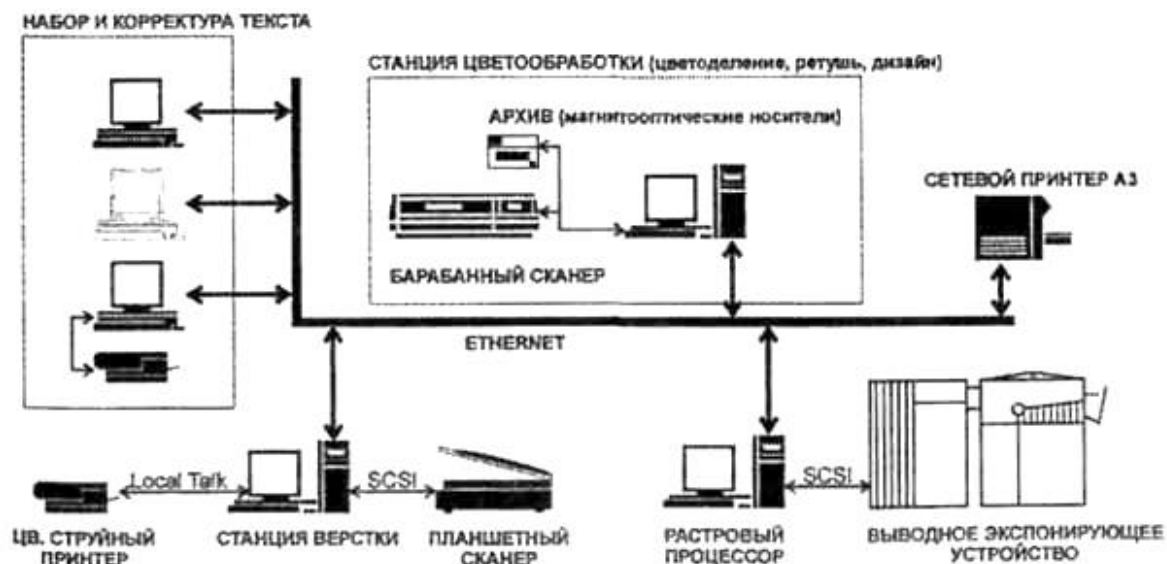 НАБОР И КОРРЕКТУРА ТЕКСТА
СТАНЦИЯ ЦВЕТООБРАБОТКИ (цветоделение, ретушь, дизайн)
АРХИВ (магнитооптические носители)
СЕТЕВОЙ ПРИНТЕР А3
БАРАБАННЫЙ СКАНЕР
ETHERNET
Local Talk
SCSI
SCSI
ЦВ. СТРУЙНЫЙ
ПРИНТЕР
СТАНЦИЯ ВЕРСТКИ
ПЛАНШЕТНЫЙ
СКАНЕР
РАСТРОВЫЙ
ПРОЦЕССОР
ВЫВОДНОЕ ЭКСПОНИРУЮЩЕЕ
УСТРОЙСТВО